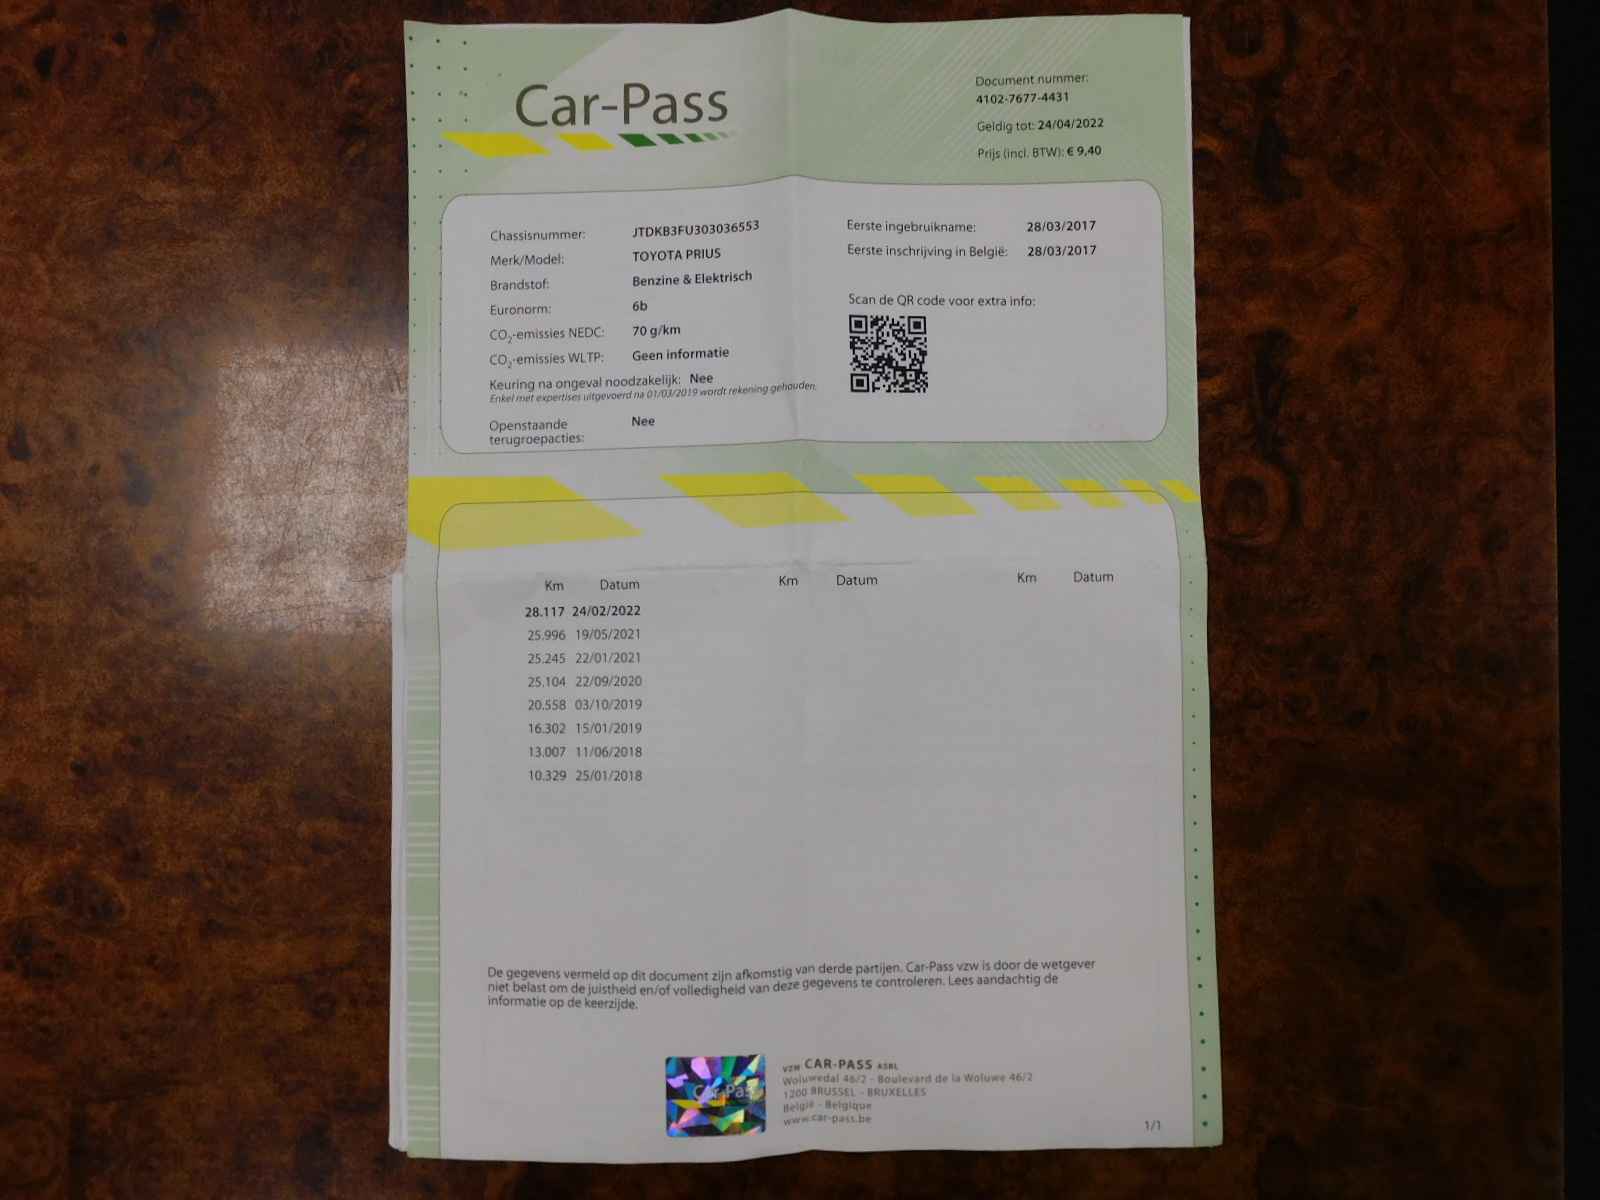 Car-Pass
Document nummer:
4102-7677-4431
Geldig tot: 24/04/2022
Prijs (incl. BTW): € 9,40
Chassisnummer: JTDKB3FU303036553
Merk/Model: TOYOTA PRIUS
Brandstof: Benzine & Elektrisch
Euronorm: 6b
CO2-emissies NEDC: 70 g/km
CO2-emissies WLTP: Geen informatie
Keuring na ongeval noodzakelijk: Nee
Enkel met expertises uitgevoerd na 01/03/2019 wordt rekening gehouden.
Openstaande
terugroepacties: Nee
Eerste ingebruikname: 28/03/2017
Eerste inschrijving in België: 28/03/2017
Scan de QR code voor extra info:
Km Datum Km Datum Km Datum
28.117 24/02/2022
25.996 19/05/2021
25.245 22/01/2021
25.104 22/09/2020
20.558 03/10/2019
16.302 15/01/2019
13.007 11/06/2018
10.329 25/01/2018
De gegevens vermeld op dit document zijn afkomstig van derde partijen. Car-Pass vzw is door de wetgever
niet belast om de juistheid en/of volledigheid van deze gegevens te controleren. Lees aandachtig de
informatie op de keerzijde.
Car-Pass
VZW CAR-PASS ASBL
Woluwedal 46/2 - Boulevard de la Woluwe 46/2
1200 BRUSSEL - BRUXELLES
België - Belgique
www.car-pass.be
1/1